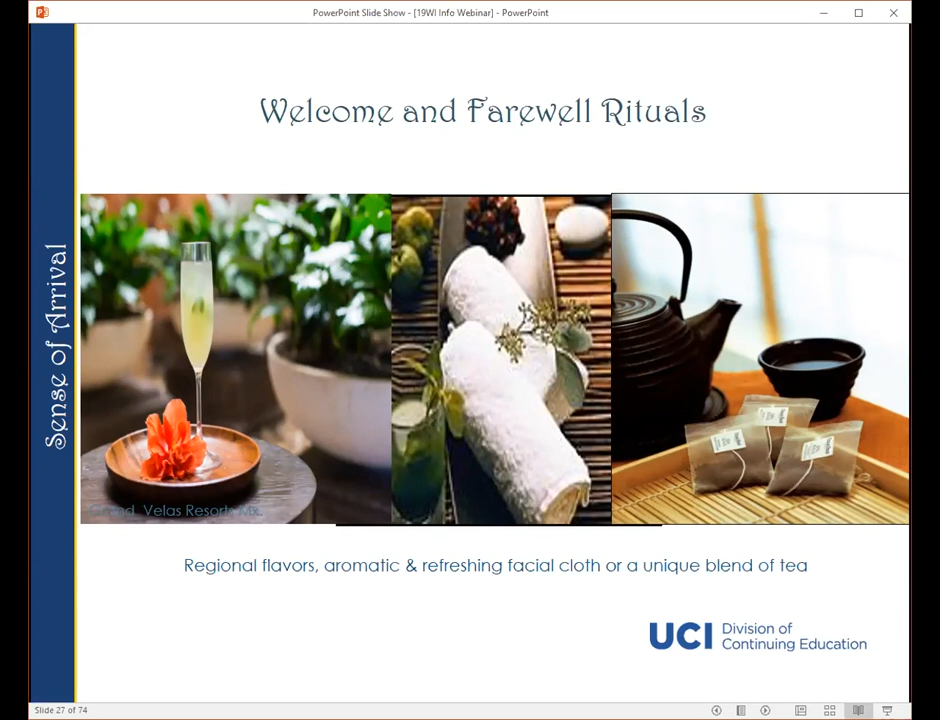 PowerPoint Slide Show - [19WI Info Webinar] - PowerPoint
Welcome and Farewell Rituals
Sense of Arrival
Grand Velas Resorts Mx.
Regional flavors, aromatic & refreshing facial cloth or a unique blend of tea
UCI Division of
Continuing Education
Slide 27 of 74